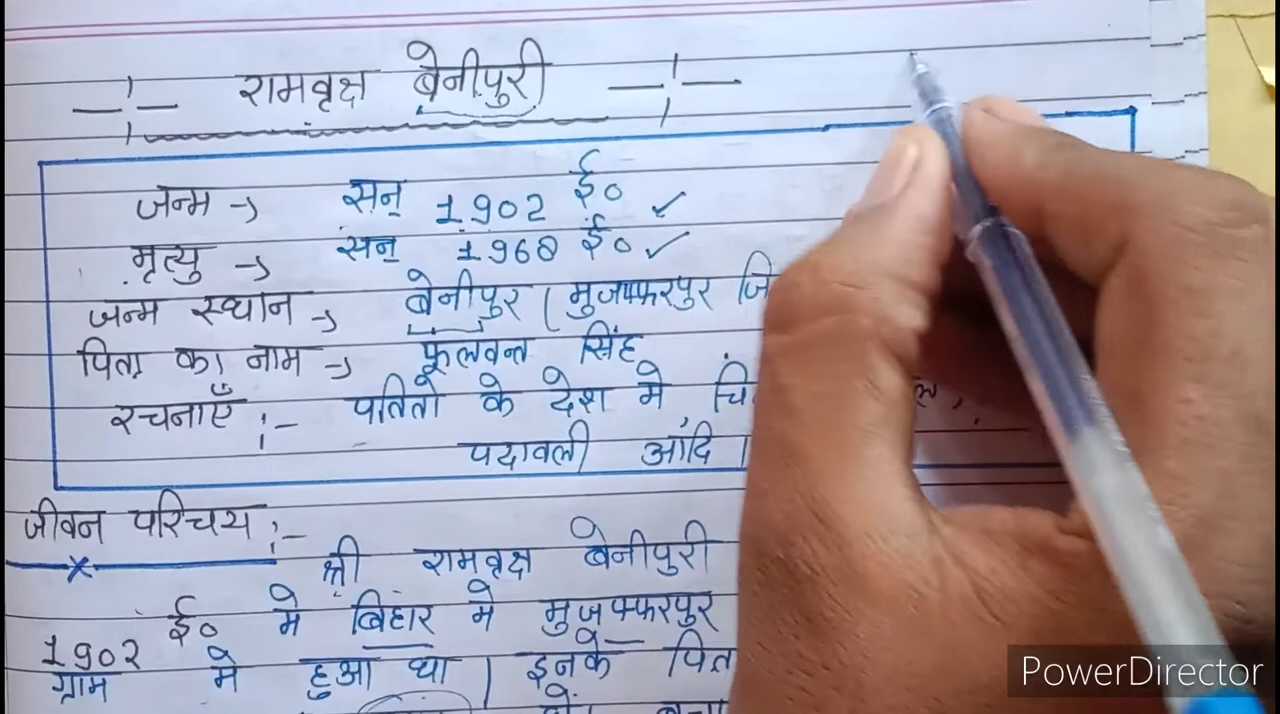 रामवृक्ष बेनीपुरी
जन्म → सन् 1902 ई०
मृत्यु → सन् 1968 ई०
जन्म स्थान → बेनीपुर ( मुजफ्फरपुर जि
पिता का नाम → फूलवन्त सिंह
रचनाएँ :- पतितो के देश मे चि ल,
पदावली आदि ।
जीवन परिचय :-
श्री रामवृक्ष बेनीपुरी
1902 ई० मे बिहार मे मुजफ्फरपुर
ग्राम मे हुआ था । इनके पिता
PowerDirector